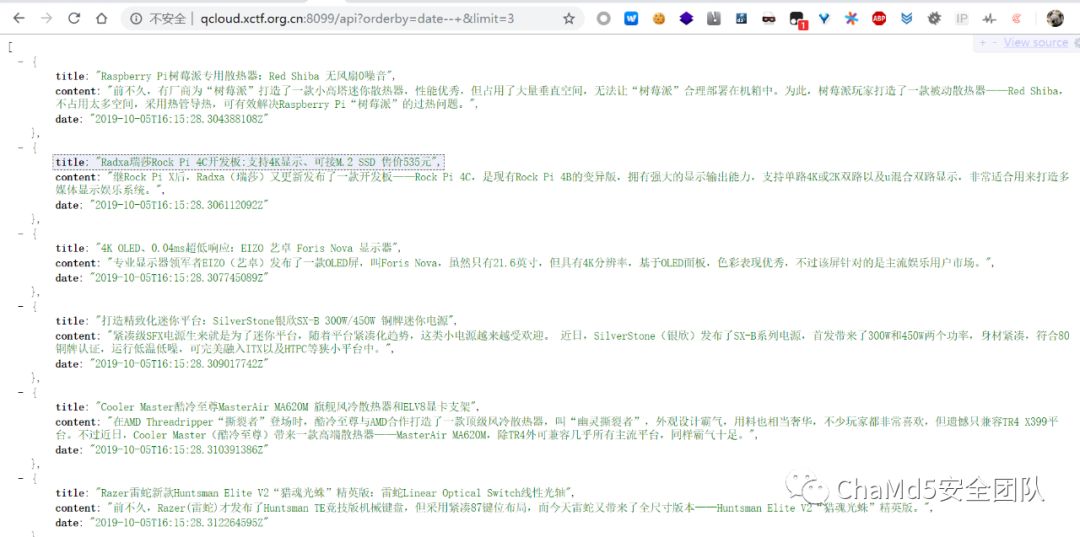 不安全 | qcloud.xctf.org.cn:8099/api?orderby=date--+&limit=3
+ - View source
[
- {
title: "Raspberry Pi树莓派专用散热器：Red Shiba 无风扇0噪音",
content: "前不久，有厂商为“树莓派”打造了一款小高塔迷你散热器，性能优秀，但占用了大量垂直空间，无法让“树莓派”合理部署在机箱中。为此，树莓派玩家打造了一款被动散热器——Red Shiba，
不占用太多空间，采用热管导热，可有效解决Raspberry Pi“树莓派”的过热问题。",
date: "2019-10-05T16:15:28.304388108Z"
},
- {
title: "Radxa瑞莎Rock Pi 4C开发板:支持4K显示、可接M.2 SSD 售价535元",
content: "继Rock Pi X后，Radxa（瑞莎）又更新发布了一款开发板——Rock Pi 4C，是现有Rock Pi 4B的变异版，拥有强大的显示输出能力，支持单路4K或2K双路以及u混合双路显示，非常适合用来打造多
媒体显示娱乐系统。",
date: "2019-10-05T16:15:28.306112092Z"
},
- {
title: "4K OLED、0.04ms超低响应：EIZO 艺卓 Foris Nova 显示器",
content: "专业显示器领军者EIZO（艺卓）发布了一款OLED屏，叫Foris Nova，虽然只有21.6英寸，但具有4K分辨率，基于OLED面板，色彩表现优秀，不过该屏针对的是主流娱乐用户市场。",
date: "2019-10-05T16:15:28.307745089Z"
},
- {
title: "打造精致化迷你平台：SilverStone银欣SX-B 300W/450W 铜牌迷你电源",
content: "紧凑级SFX电源生来就是为了迷你平台，随着平台紧凑化趋势，这类小电源越来越受欢迎。 近日，SilverStone（银欣）发布了SX-B系列电源，首发带来了300W和450W两个功率，身材紧凑，符合80
铜牌认证，运行低温低噪，可完美融入ITX以及HTPC等狭小平台中。",
date: "2019-10-05T16:15:28.309017742Z"
},
- {
title: "Cooler Master酷冷至尊MasterAir MA620M 旗舰风冷散热器和ELV8显卡支架",
content: "在AMD Threadripper“撕裂者”登场时，酷冷至尊与AMD合作打造了一款顶级风冷散热器，叫“幽灵撕裂者”，外观设计霸气，用料也相当奢华，不少玩家都非常喜欢，但遗憾只兼容TR4 X399平
台。不过近日，Cooler Master（酷冷至尊）带来一款高端散热器——MasterAir MA620M，除TR4外可兼容几乎所有主流平台，同样霸气十足。",
date: "2019-10-05T16:15:28.310391386Z"
},
- {
title: "Razer雷蛇新款Huntsman Elite V2“猎魂光蛛”精英版：雷蛇Linear Optical Switch线性光轴",
content: "前不久，Razer(雷蛇)才发布了Huntsman TE竞技版机械键盘，但采用紧凑87键位布局，而今天雷蛇又带来了全尺寸版本——Huntsman Elite V2“猎魂光蛛”精英版。",
date: "2019-10-05T16:15:28.312264595Z"
ChaMd5安全团队